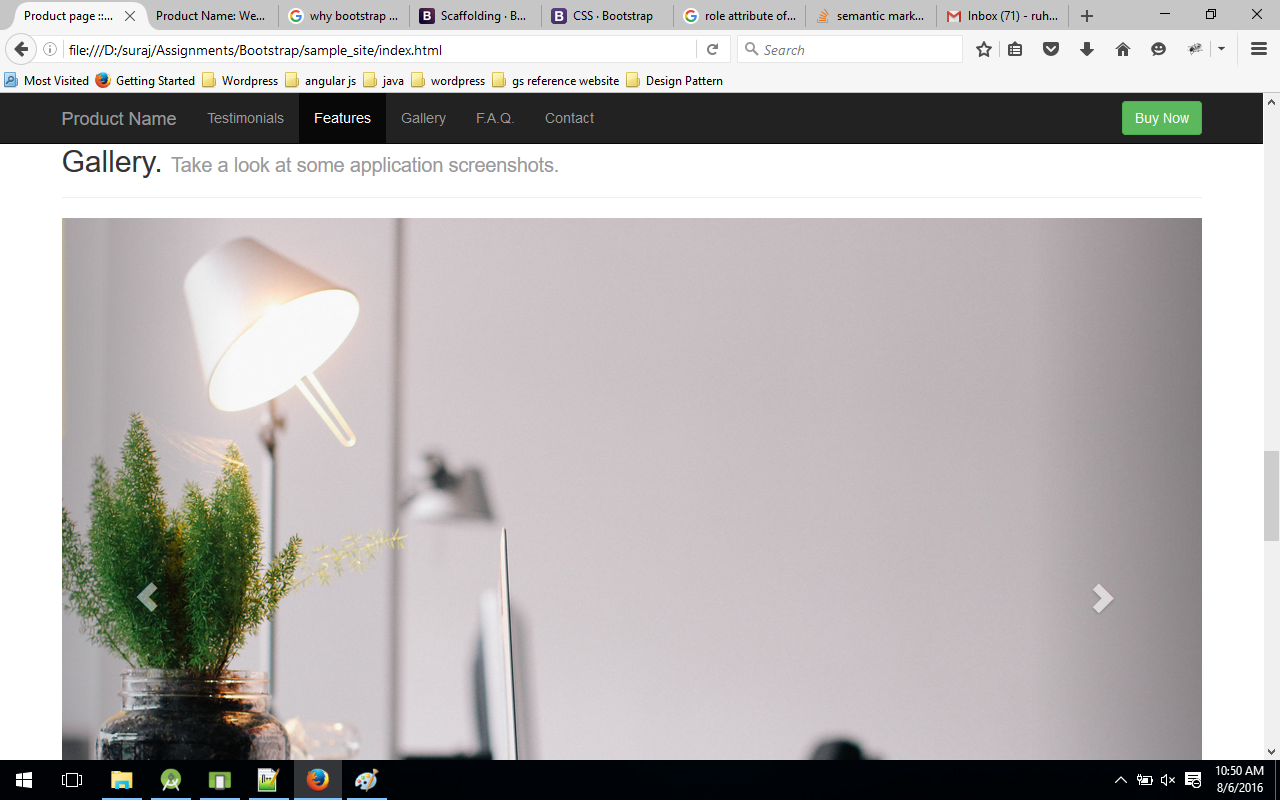 Product page ::...
Product Name: We...
why bootstrap ...
Scaffolding · B...
CSS · Bootstrap
role attribute of...
semantic mark...
Inbox (71) - ruh...
file:///D:/suraj/Assignments/Bootstrap/sample_site/index.html
Search
Most Visited
Getting Started
Wordpress
angular js
java
wordpress
gs reference website
Design Pattern
Product Name
Testimonials
Features
Gallery
F.A.Q.
Contact
Buy Now
Gallery. Take a look at some application screenshots.
10:50 AM
8/6/2016